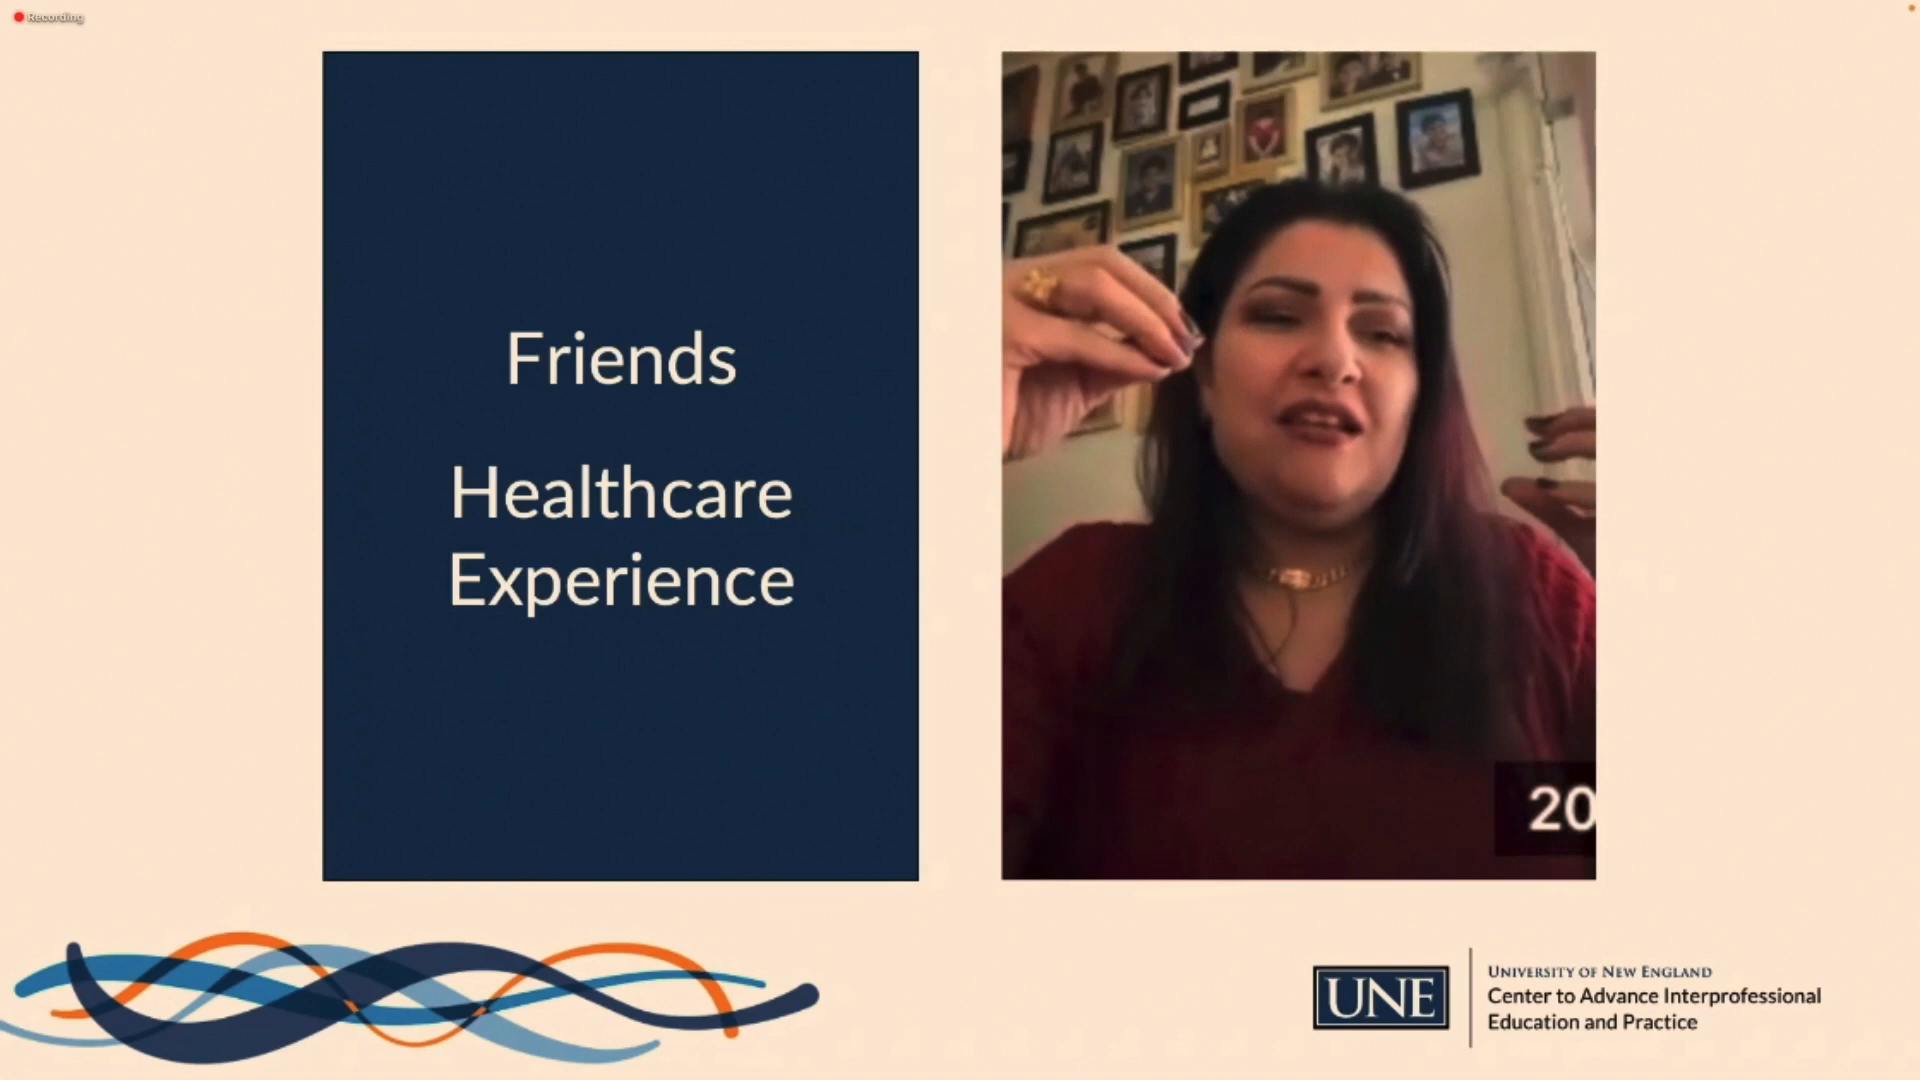 Recording
Friends
Healthcare
Experience
20
UNE
UNIVERSITY OF NEW ENGLAND
Center to Advance Interprofessional
Education and Practice